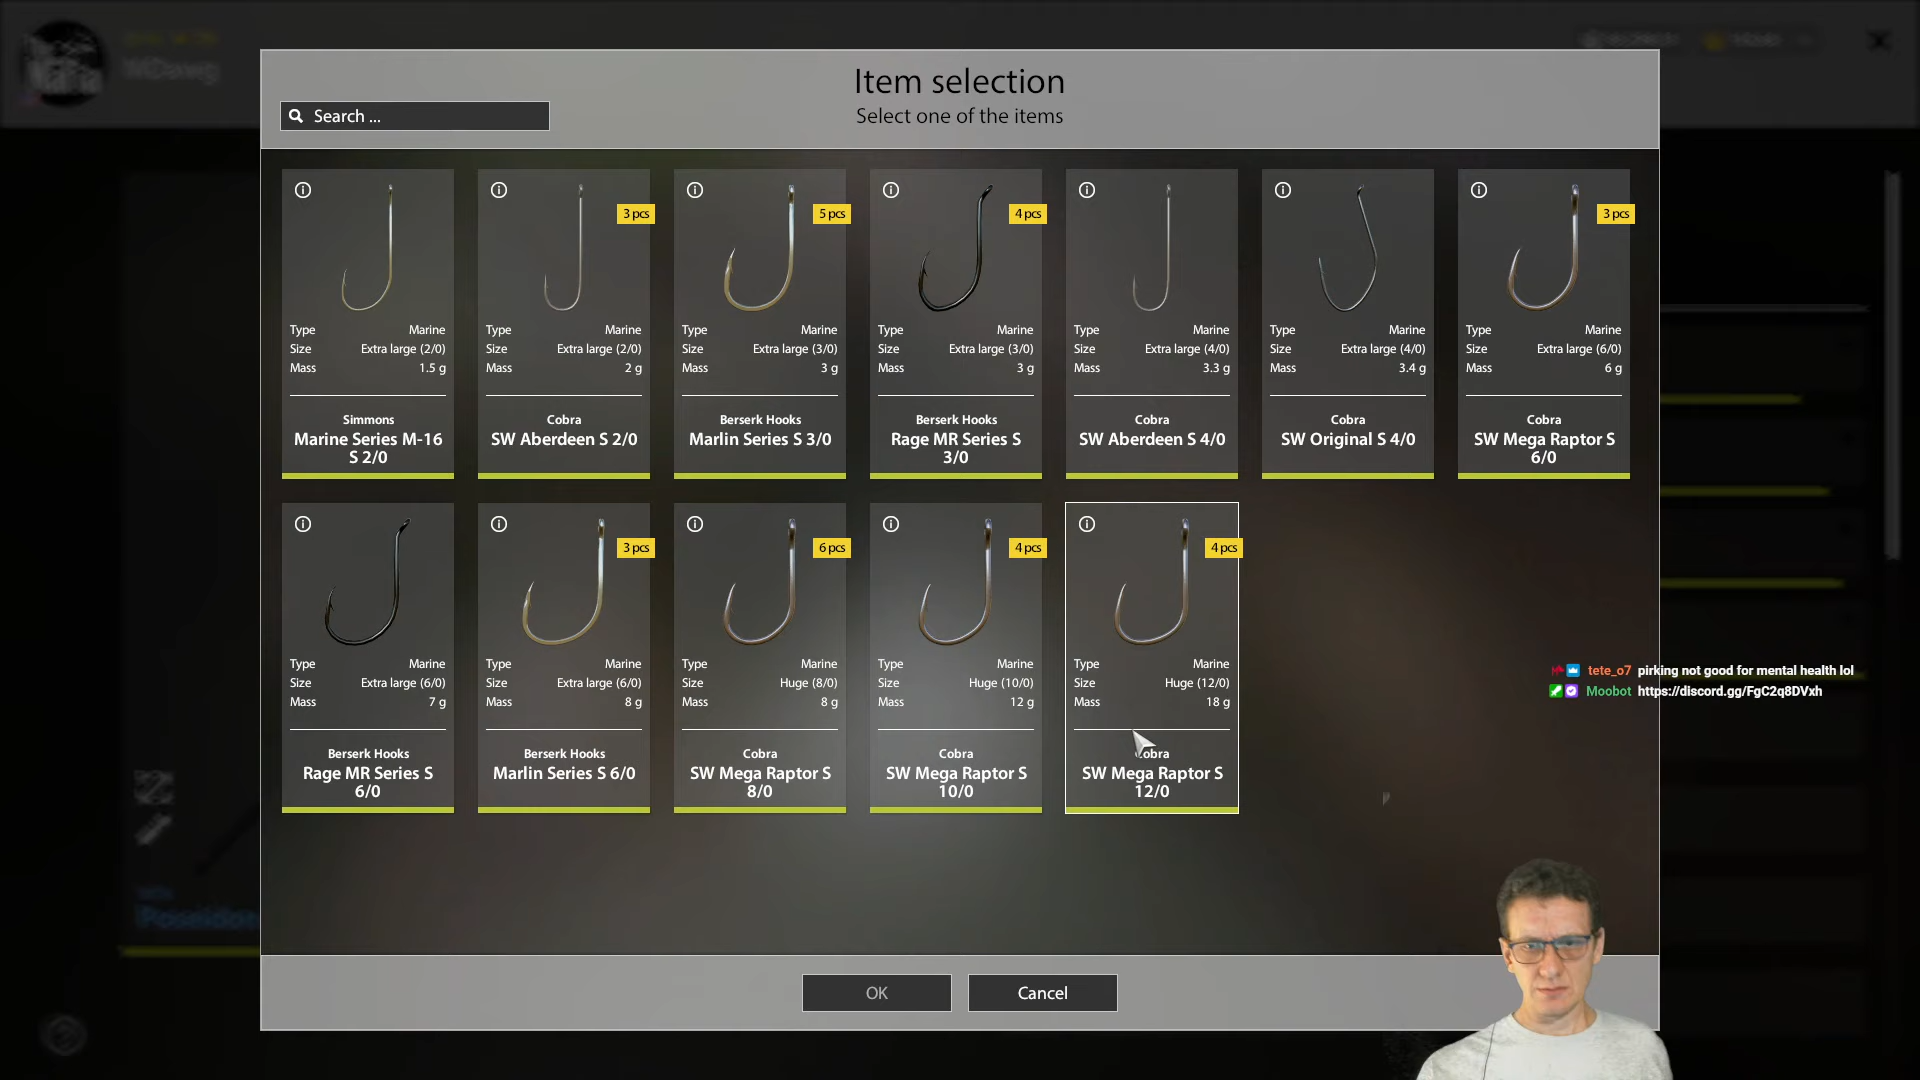 Item selection
Search ...
Select one of the items
3 pcs
5 pcs
4 pcs
3 pcs
Type Marine
Size Extra large (2/0)
Mass 1.5 g
Simmons
Marine Series M-16
S 2/0
Type Marine
Size Extra large (2/0)
Mass 2 g
Cobra
SW Aberdeen S 2/0
Type Marine
Size Extra large (3/0)
Mass 3 g
Berserk Hooks
Marlin Series S 3/0
Type Marine
Size Extra large (3/0)
Mass 3 g
Berserk Hooks
Rage MR Series S
3/0
Type Marine
Size Extra large (4/0)
Mass 3.3 g
Cobra
SW Aberdeen S 4/0
Type Marine
Size Extra large (4/0)
Mass 3.4 g
Cobra
SW Original S 4/0
Type Marine
Size Extra large (6/0)
Mass 6 g
Cobra
SW Mega Raptor S
6/0
3 pcs
6 pcs
4 pcs
4 pcs
Type Marine
Size Extra large (6/0)
Mass 7 g
Berserk Hooks
Rage MR Series S
6/0
Type Marine
Size Extra large (6/0)
Mass 8 g
Berserk Hooks
Marlin Series S 6/0
Type Marine
Size Huge (8/0)
Mass 8 g
Cobra
SW Mega Raptor S
8/0
Type Marine
Size Huge (10/0)
Mass 12 g
Cobra
SW Mega Raptor S
10/0
Type Marine
Size Huge (12/0)
Mass 18 g
Cobra
SW Mega Raptor S
12/0
tete_o7 pirking not good for mental health lol
Moobot https://discord.gg/FgC2q8DVxh
Poseidon
OK
Cancel